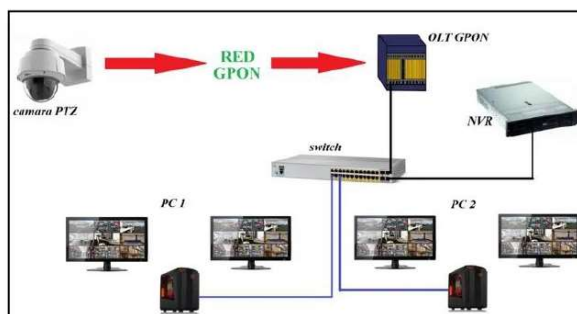 camara PTZ
RED
GPON
OLT GPON
NVR
switch
PC 1
PC 2